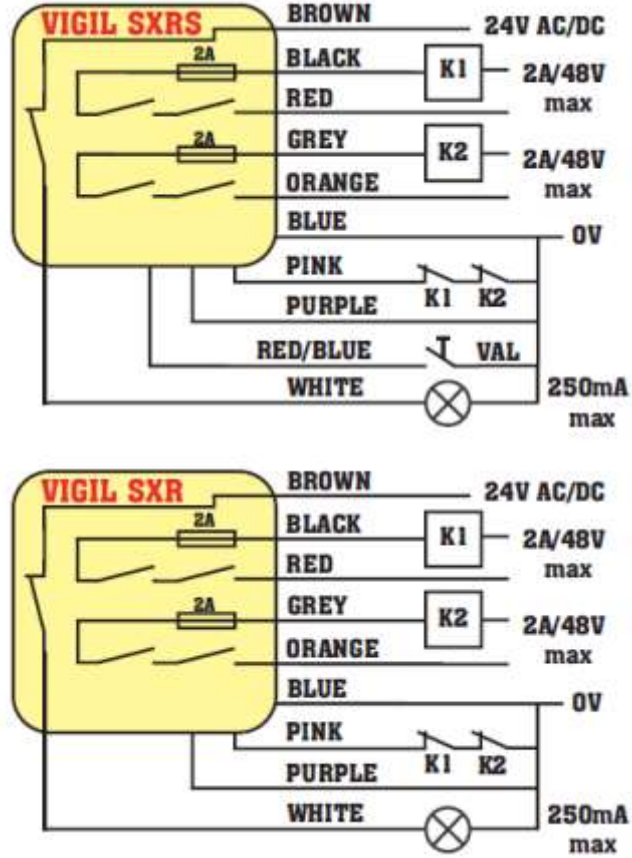 VIGIL SXRS
BROWN
24V AC/DC
2A
BLACK
K1
2A/48V
max
RED
2A
GREY
K2
2A/48V
max
ORANGE
BLUE
0V
PINK
K1 K2
PURPLE
RED/BLUE
VAL
WHITE
250mA
max
VIGIL SXR
BROWN
24V AC/DC
2A
BLACK
K1
2A/48V
max
RED
2A
GREY
K2
2A/48V
max
ORANGE
BLUE
0V
PINK
K1 K2
PURPLE
WHITE
250mA
max